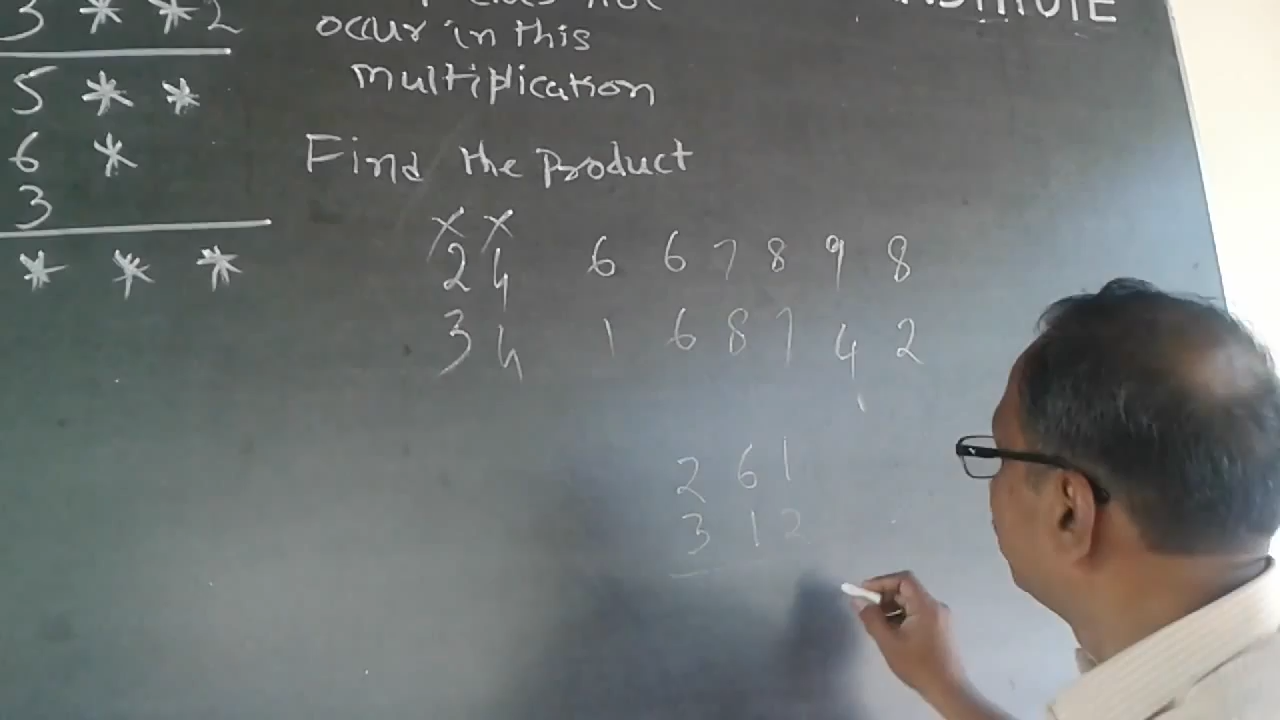 3 * * 2
5 * *
6 *
3
* * *
occur in this
multiplication
Find the product
x x
2 4 6 6 7 8 9 8
3 4 1 6 8 7 4 2
2 6 1
3 1 2